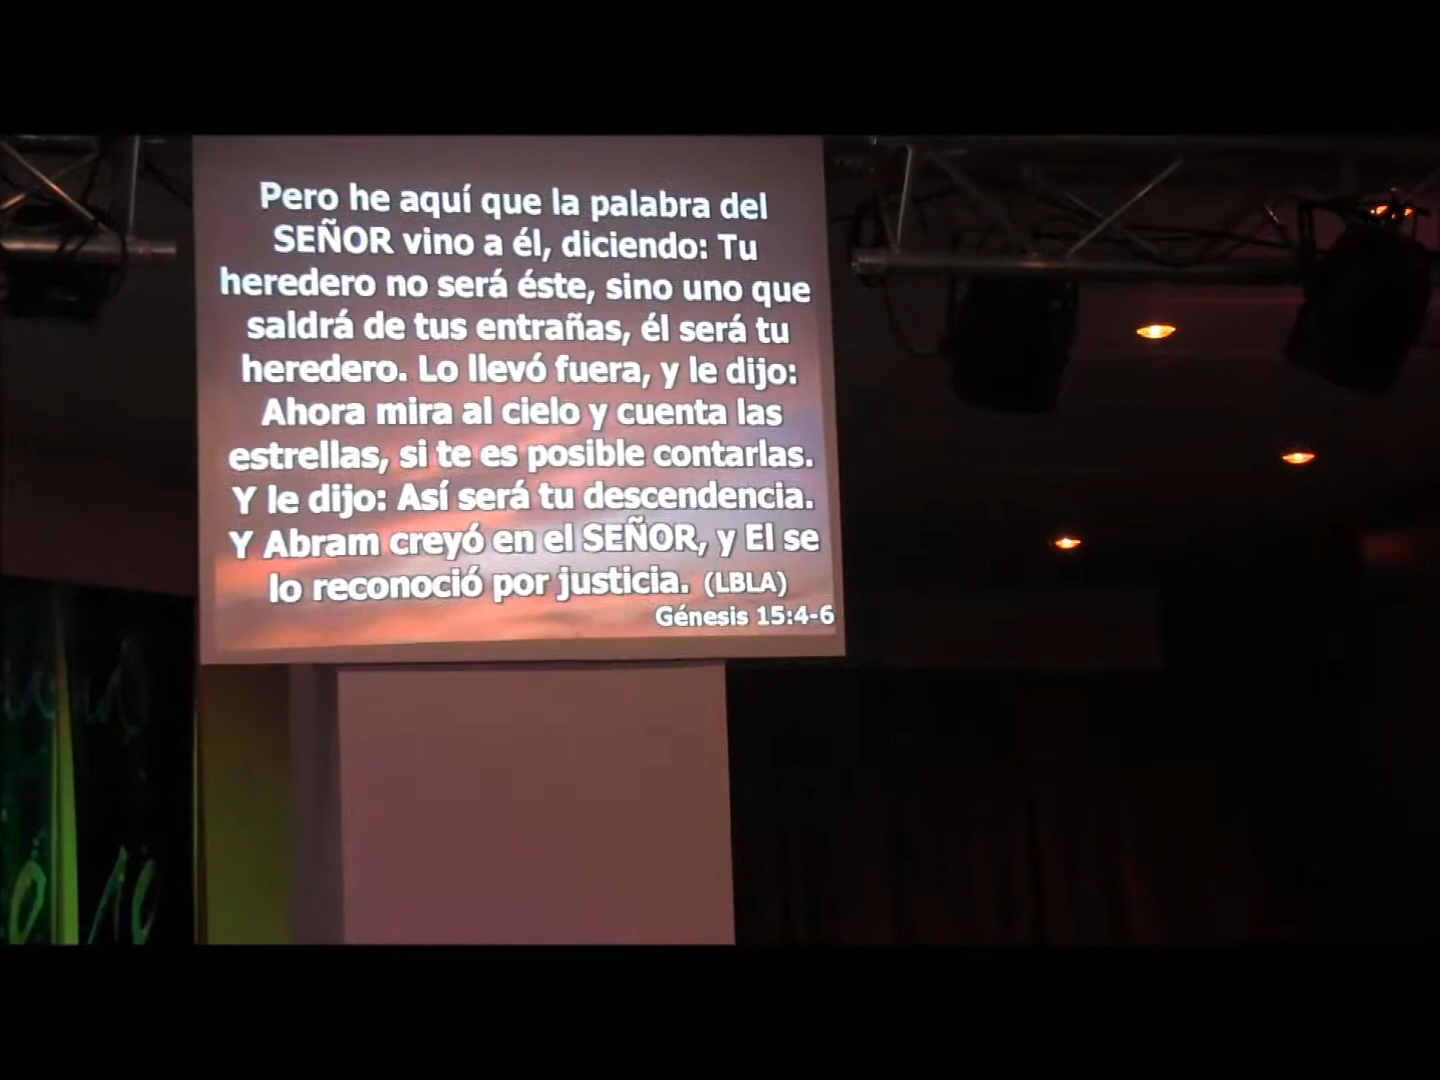 Pero he aquí que la palabra del
SEÑOR vino a él, diciendo: Tu
heredero no será éste, sino uno que
saldrá de tus entrañas, él será tu
heredero. Lo llevó fuera, y le dijo:
Ahora mira al cielo y cuenta las
estrellas, si te es posible contarlas.
Y le dijo: Así será tu descendencia.
Y Abram creyó en el SEÑOR, y El se
lo reconoció por justicia. (LBLA)
Génesis 15:4-6